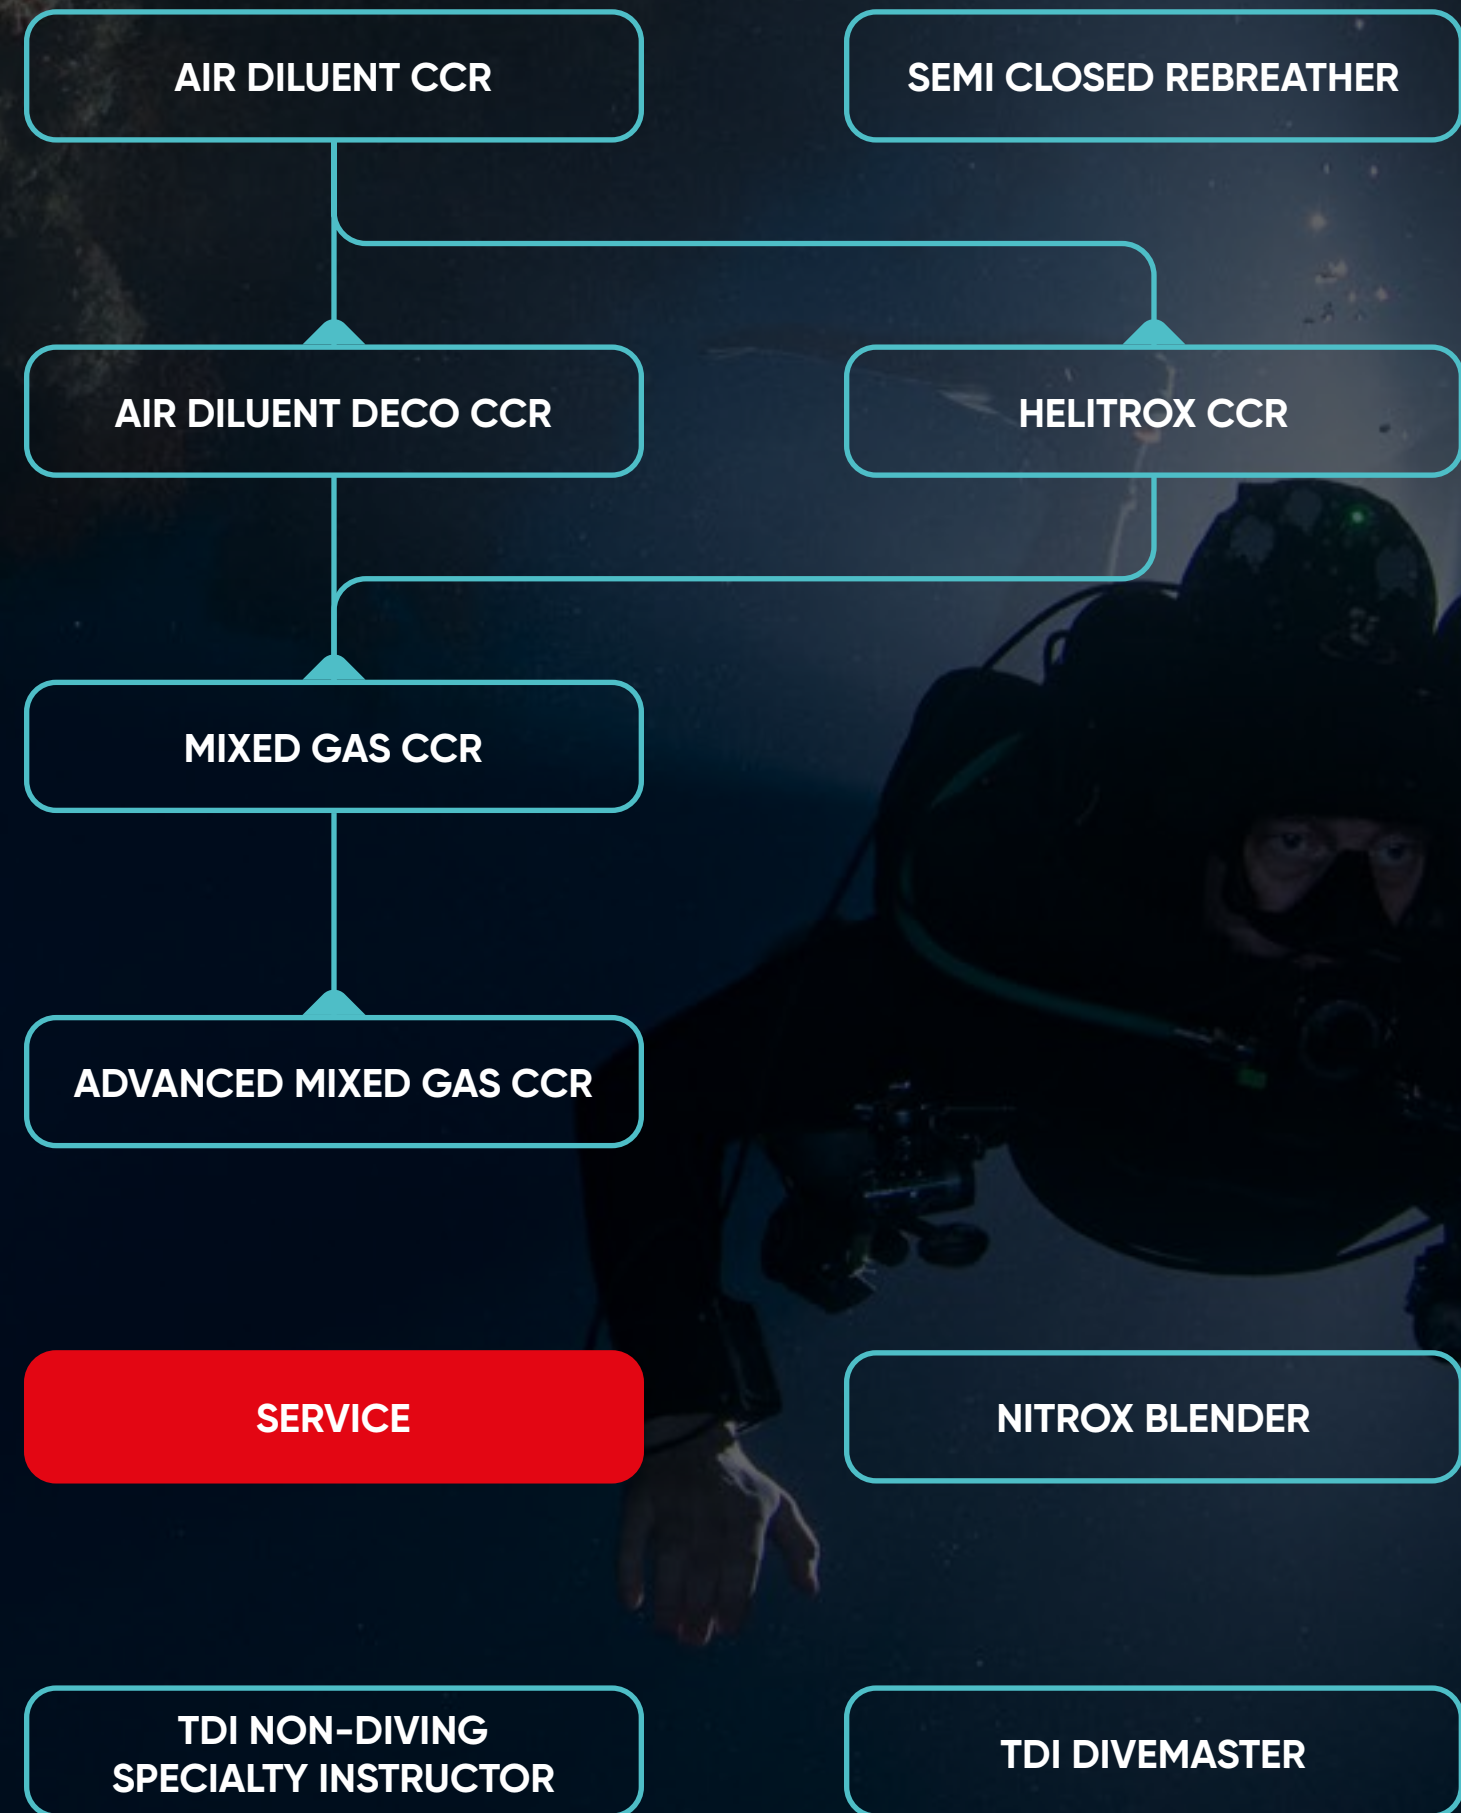 AIR DILUENT CCR
SEMI CLOSED REBREATHER
AIR DILUENT DECO CCR
HELITROX CCR
MIXED GAS CCR
ADVANCED MIXED GAS CCR
SERVICE
NITROX BLENDER
TDI NON-DIVING
SPECIALTY INSTRUCTOR
TDI DIVEMASTER